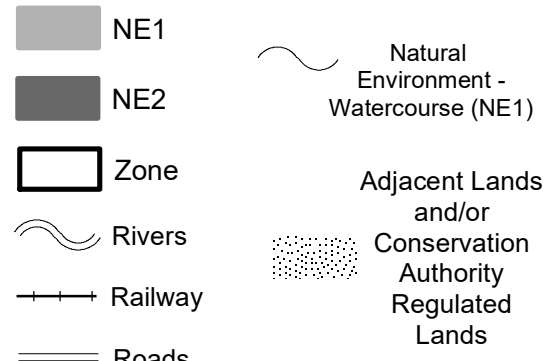 NE1
NE2
Zone
Rivers
Railway
Roads
Natural
Environment -
Watercourse (NE1)
Adjacent Lands
and/or
Conservation
Authority
Regulated
Lands